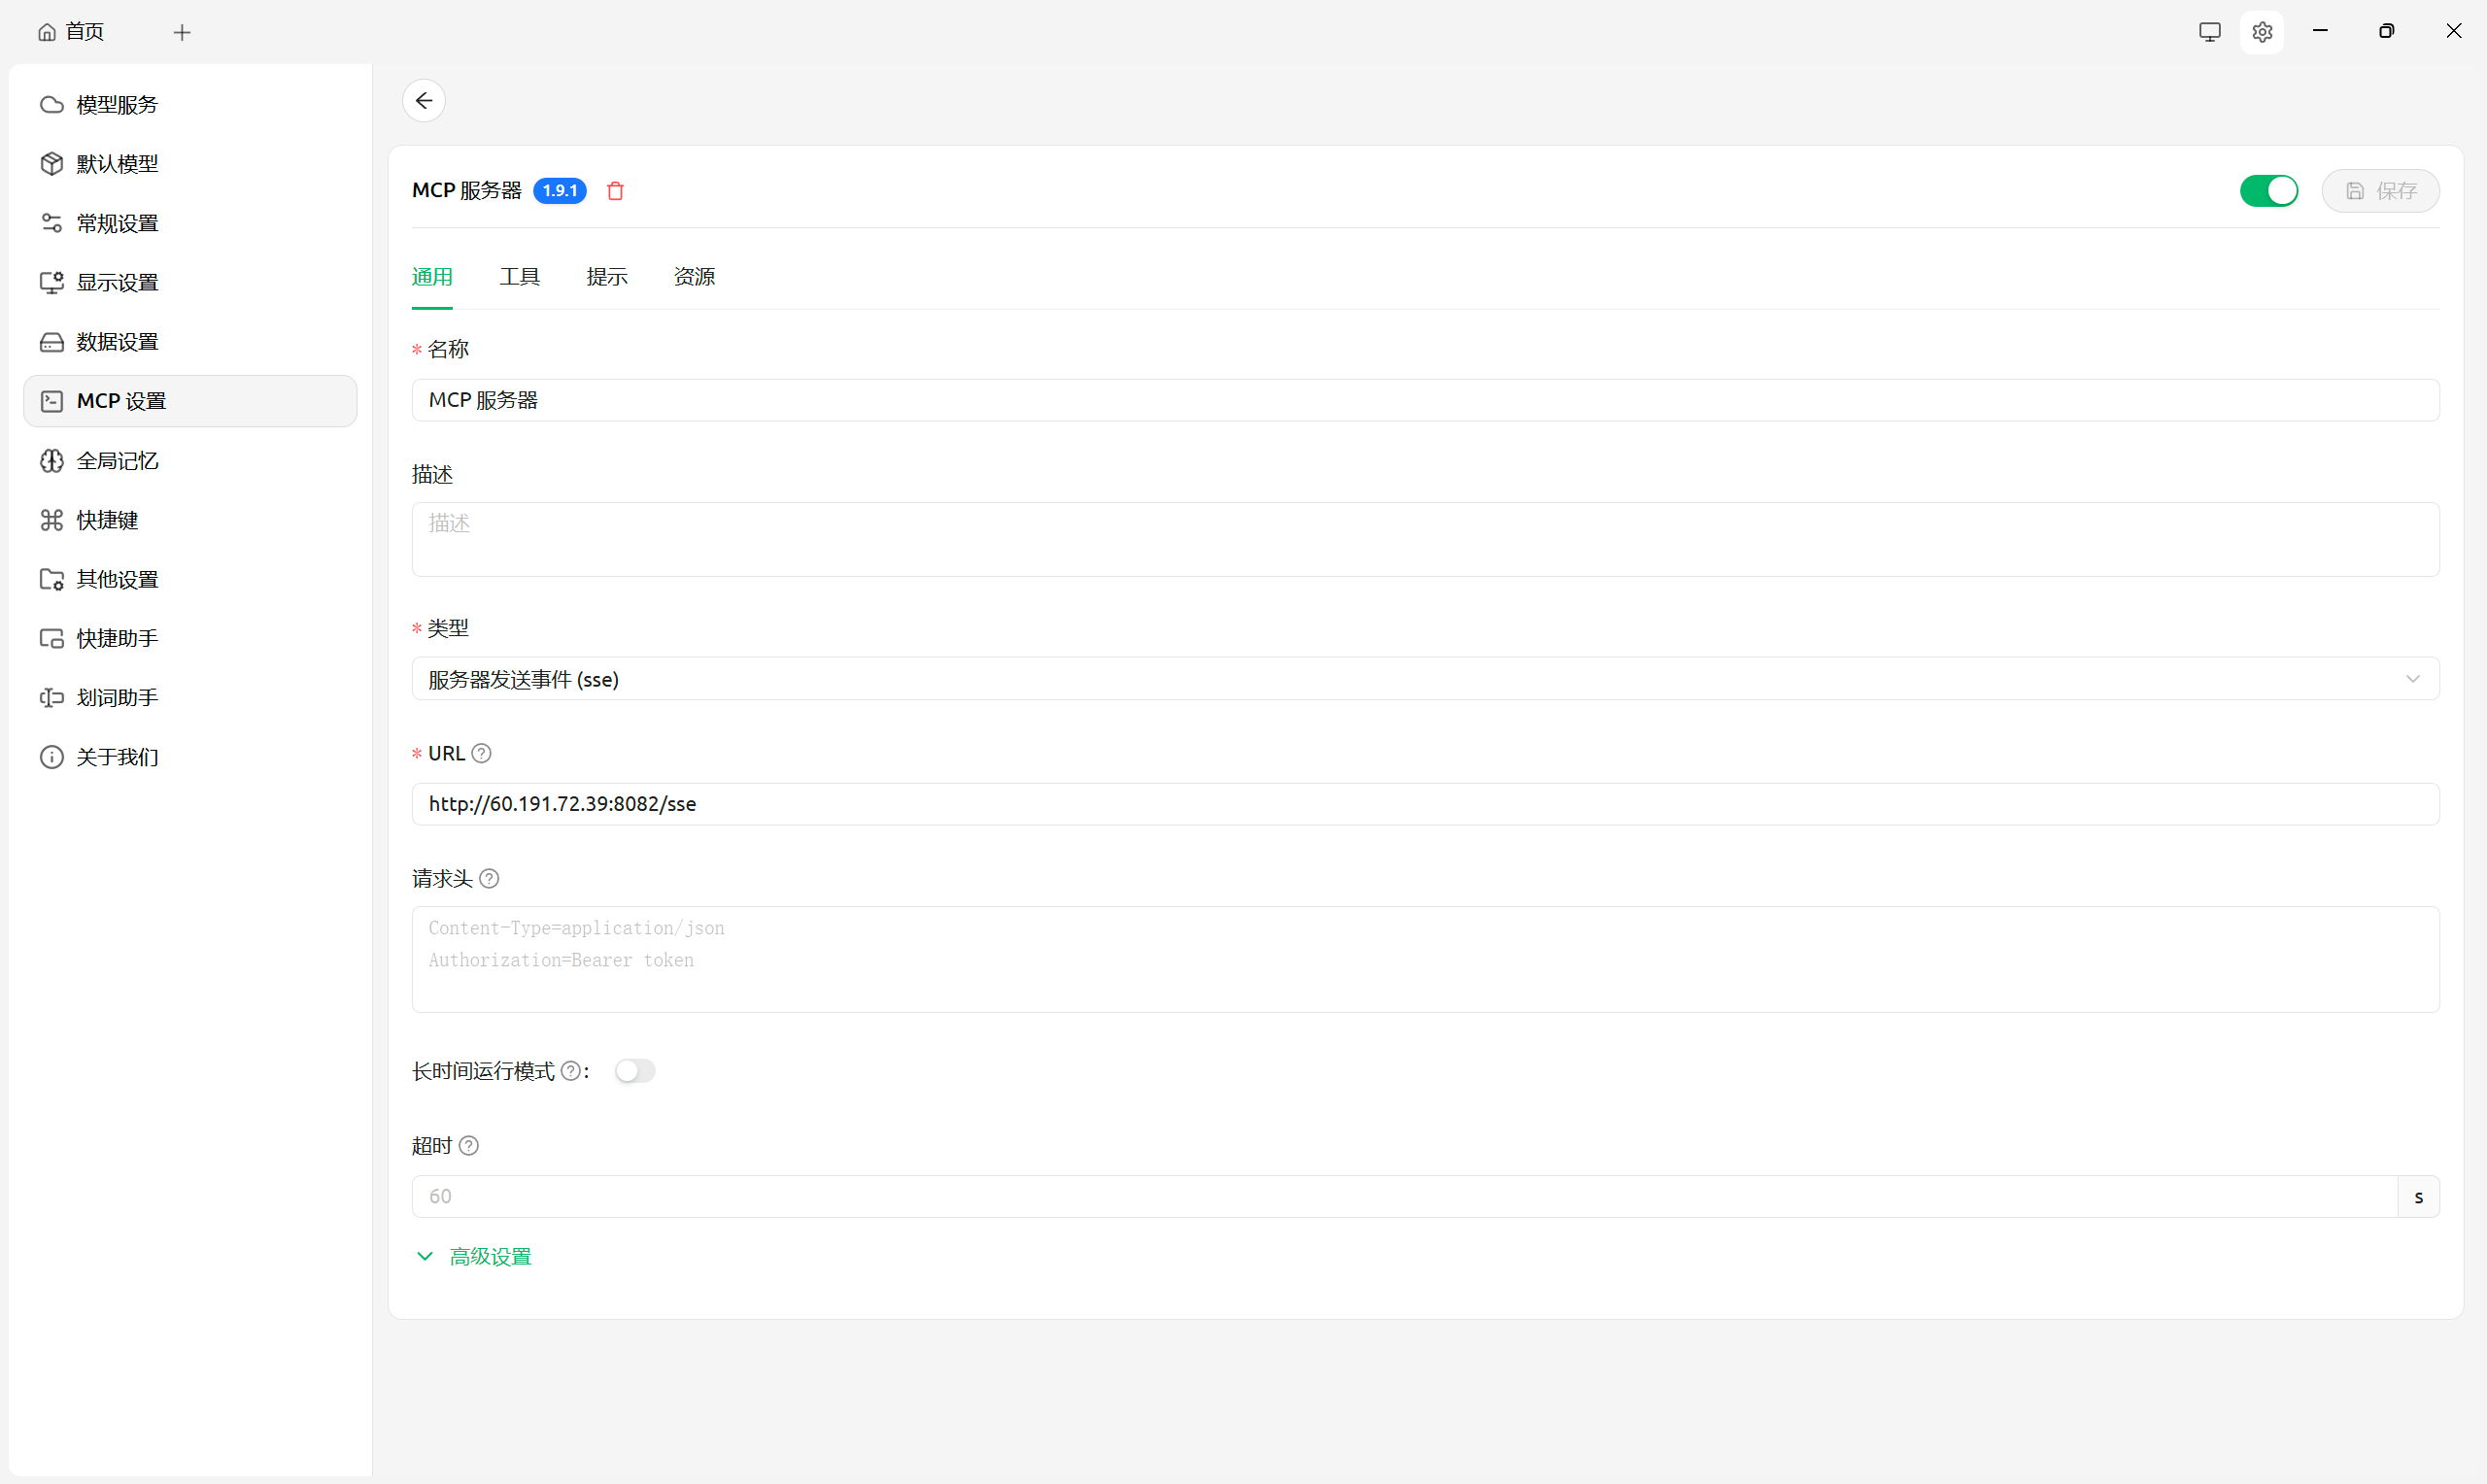 首页
模型服务
默认模型
常规设置
显示设置
数据设置
MCP 设置
全局记忆
快捷键
其他设置
快捷助手
划词助手
关于我们
MCP 服务器 1.9.1
保存
通用 工具 提示 资源
* 名称
MCP 服务器
描述
描述
* 类型
服务器发送事件 (sse)
* URL
http://60.191.72.39:8082/sse
请求头
Content-Type=application/json
Authorization=Bearer token
长时间运行模式 :
超时
60 s
高级设置